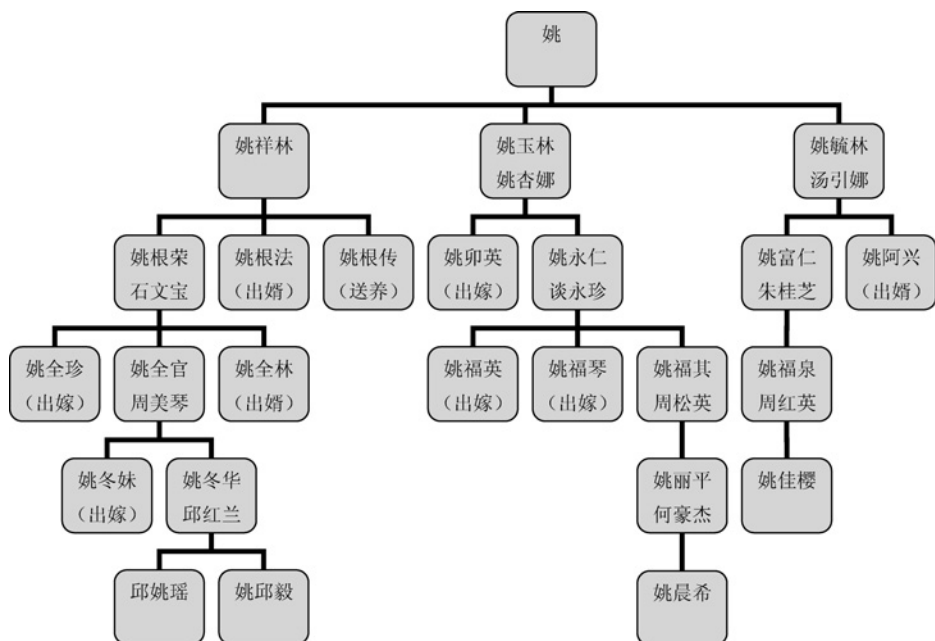 姚
姚祥林
姚玉林
姚杏娜
姚毓林
汤引娜
姚根荣
石文宝
姚根法
（出婿）
姚根传
（送养）
姚卯英
（出嫁）
姚永仁
谈永珍
姚富仁
朱桂芝
姚阿兴
（出婿）
姚全珍
（出嫁）
姚全官
周美琴
姚全林
（出婿）
姚福英
（出嫁）
姚福琴
（出嫁）
姚福其
周松英
姚福泉
周红英
姚冬妹
（出嫁）
姚冬华
邱红兰
姚丽平
何豪杰
姚佳樱
邱姚瑶
姚邱毅
姚晨希